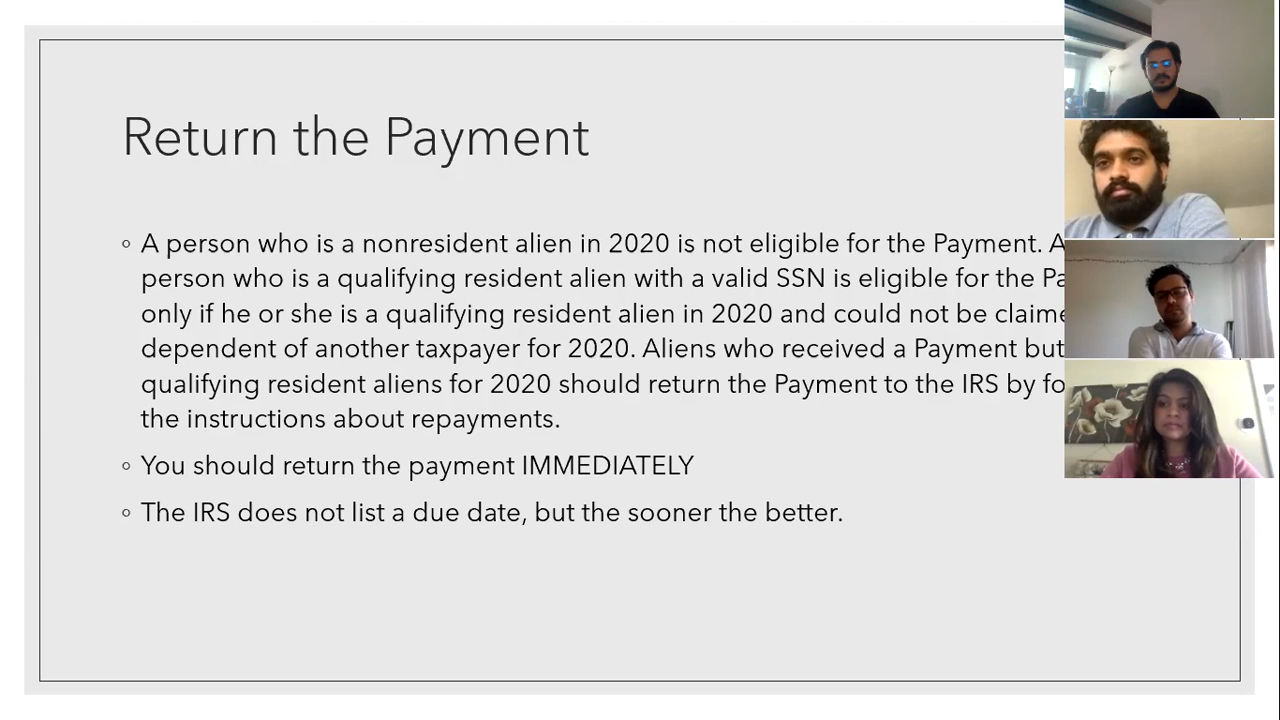 Return the Payment
◦ A person who is a nonresident alien in 2020 is not eligible for the Payment. A
person who is a qualifying resident alien with a valid SSN is eligible for the Pa
only if he or she is a qualifying resident alien in 2020 and could not be claime
dependent of another taxpayer for 2020. Aliens who received a Payment but
qualifying resident aliens for 2020 should return the Payment to the IRS by fo
the instructions about repayments.
◦ You should return the payment IMMEDIATELY
◦ The IRS does not list a due date, but the sooner the better.